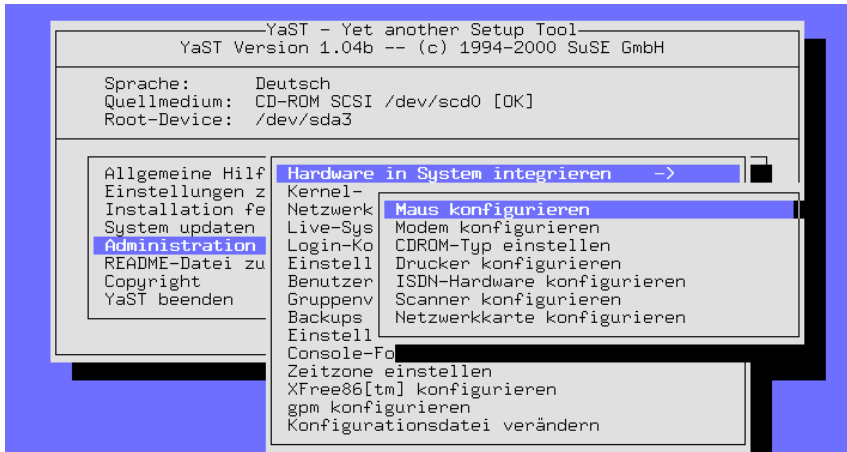 YaST - Yet another Setup Tool
YaST Version 1.04b -- (c) 1994-2000 SuSE GmbH
Sprache: Deutsch
Quellmedium: CD-ROM SCSI /dev/scd0 [OK]
Root-Device: /dev/sda3
Allgemeine Hilf
Einstellungen z
Installation fe
System updaten
Administration
README-Datei zu
Copyright
YaST beenden
Hardware in System integrieren ->
Kernel-
Netzwerk
Live-Sys
Login-Ko
Einstell
Benutzer
Gruppenv
Backups
Einstell
Console-Fo
Zeitzone einstellen
XFree86[tm] konfigurieren
gpm konfigurieren
Konfigurationsdatei verändern
Maus konfigurieren
Modem konfigurieren
CDROM-Typ einstellen
Drucker konfigurieren
ISDN-Hardware konfigurieren
Scanner konfigurieren
Netzwerkkarte konfigurieren